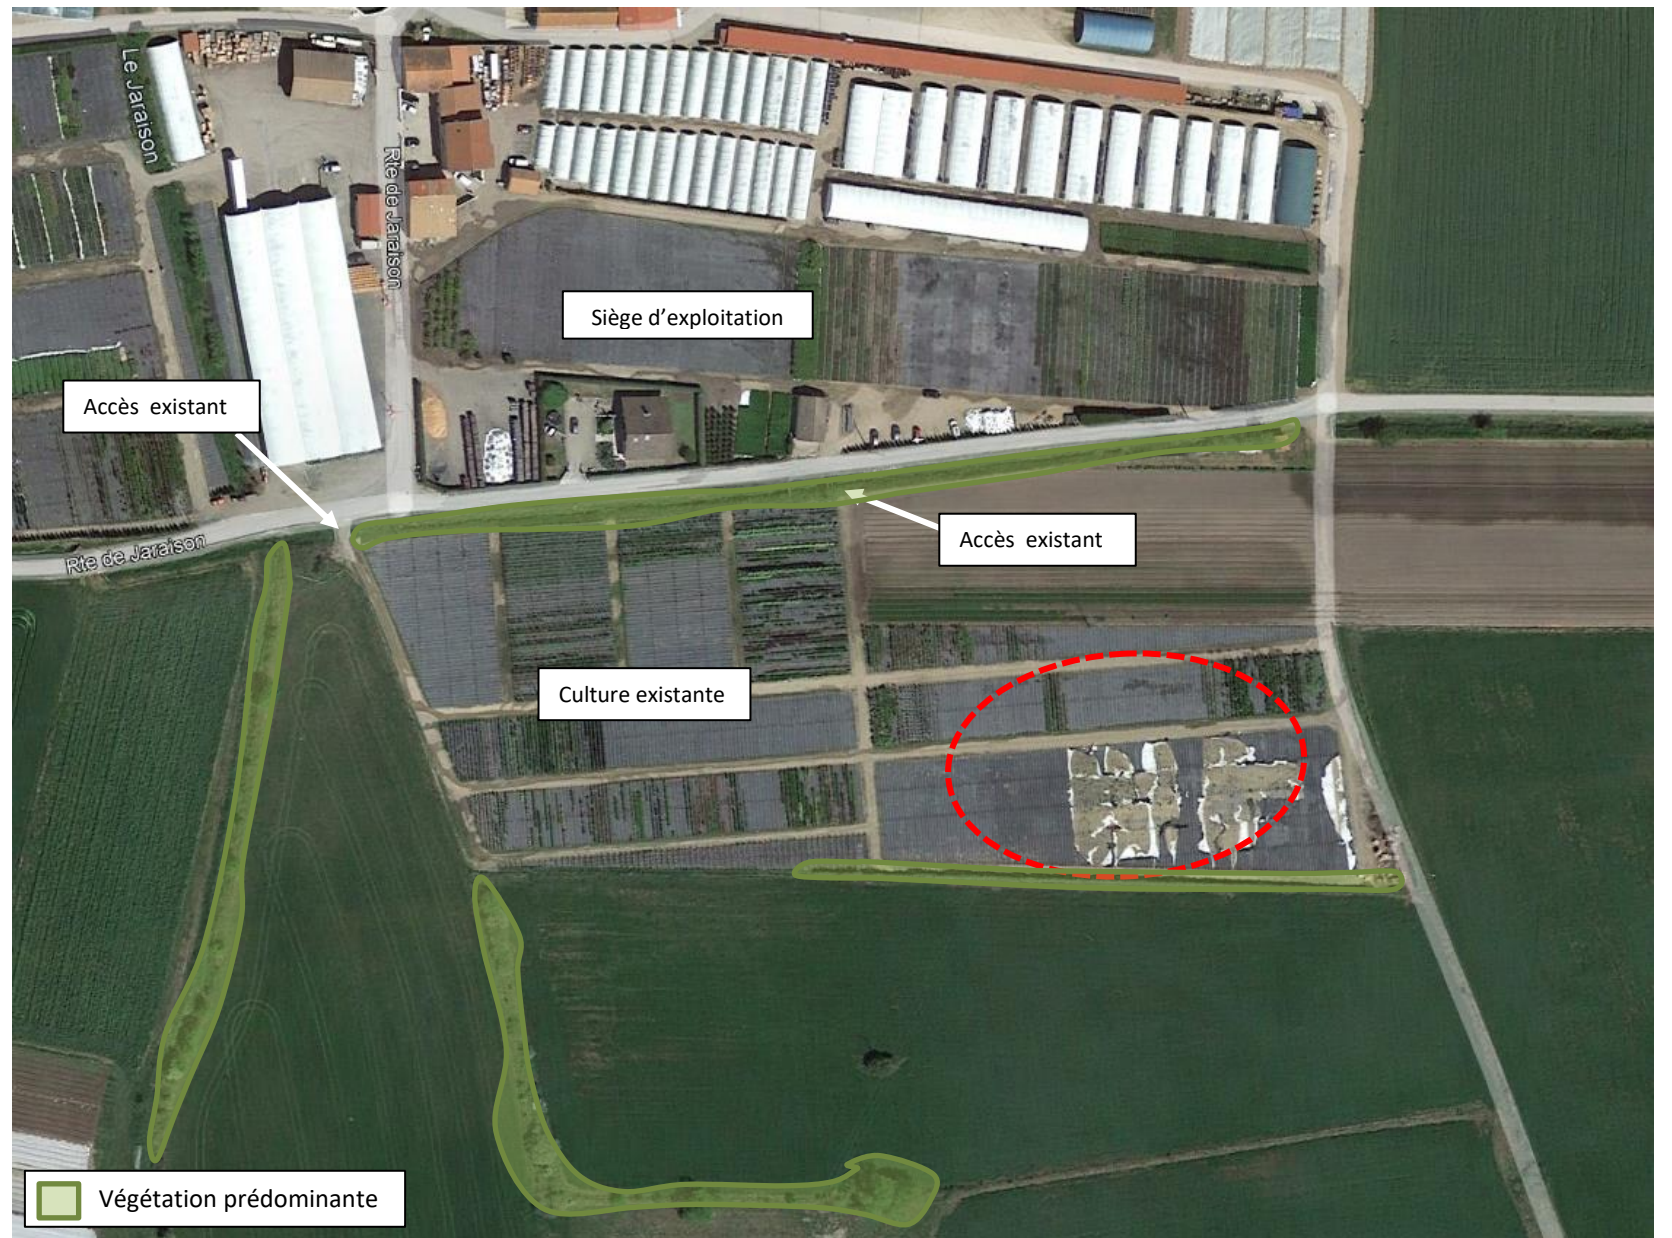 Le Jaraison
Rte de Jaraison
Siège d’exploitation
Accès  existant
Accès  existant
Rte de Jaraison
Culture existante
Végétation prédominante